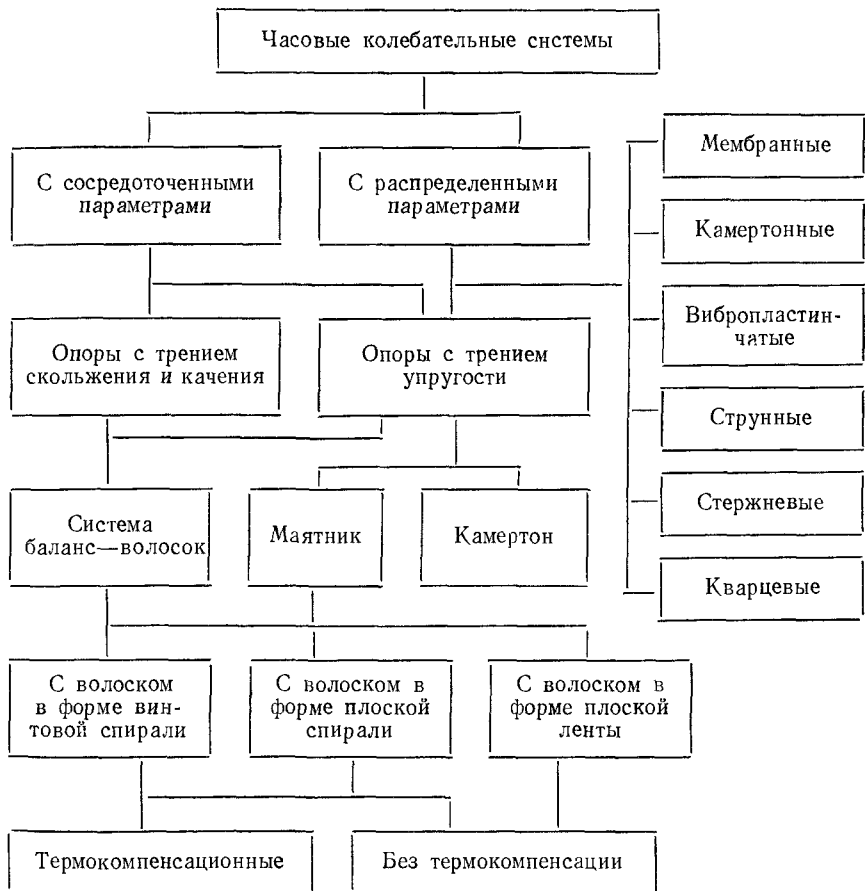 Часовые колебательные системы
С сосредоточенными
параметрами
С распределенными
параметрами
Мембранные
Камертонные
Вибропластин-
чатые
Струнные
Стержневые
Кварцевые
Опоры с трением
скольжения и качения
Опоры с трением
упругости
Система
баланс—волосок
Маятник
Камертон
С волоском
в форме вин-
товой спирали
С волоском в
форме плоской
спирали
С волоском в
форме плоской
ленты
Термокомпенсационные
Без термокомпенсации